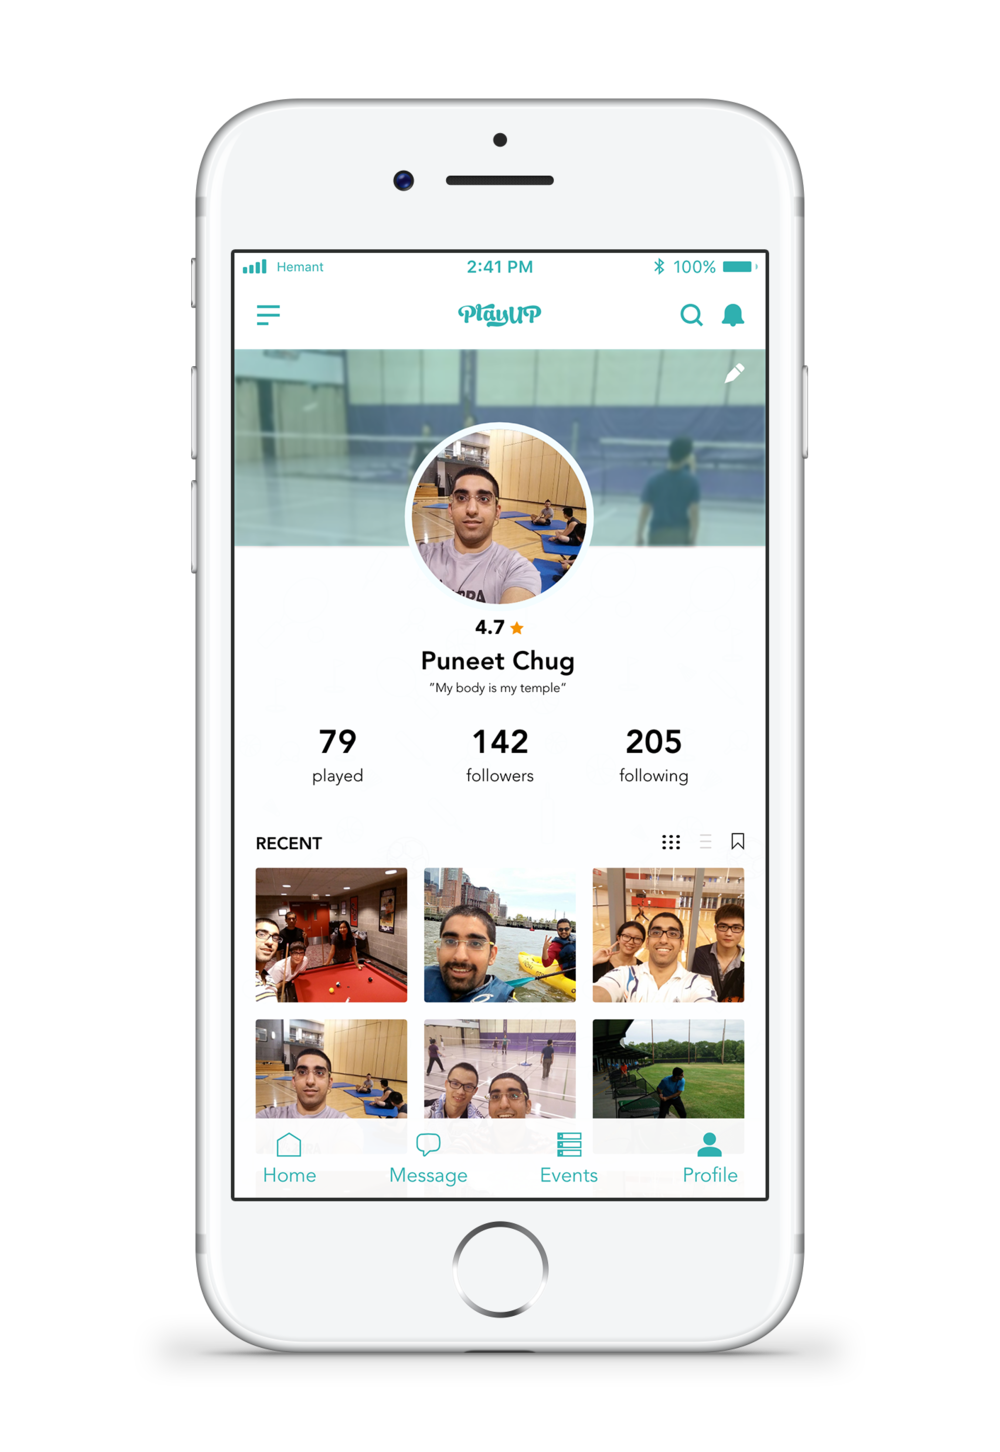 Hemant 2:41 PM 100%
PlayUP
4.7
Puneet Chug
"My body is my temple"
79 142 205
played followers following
RECENT
Home Message Events Profile